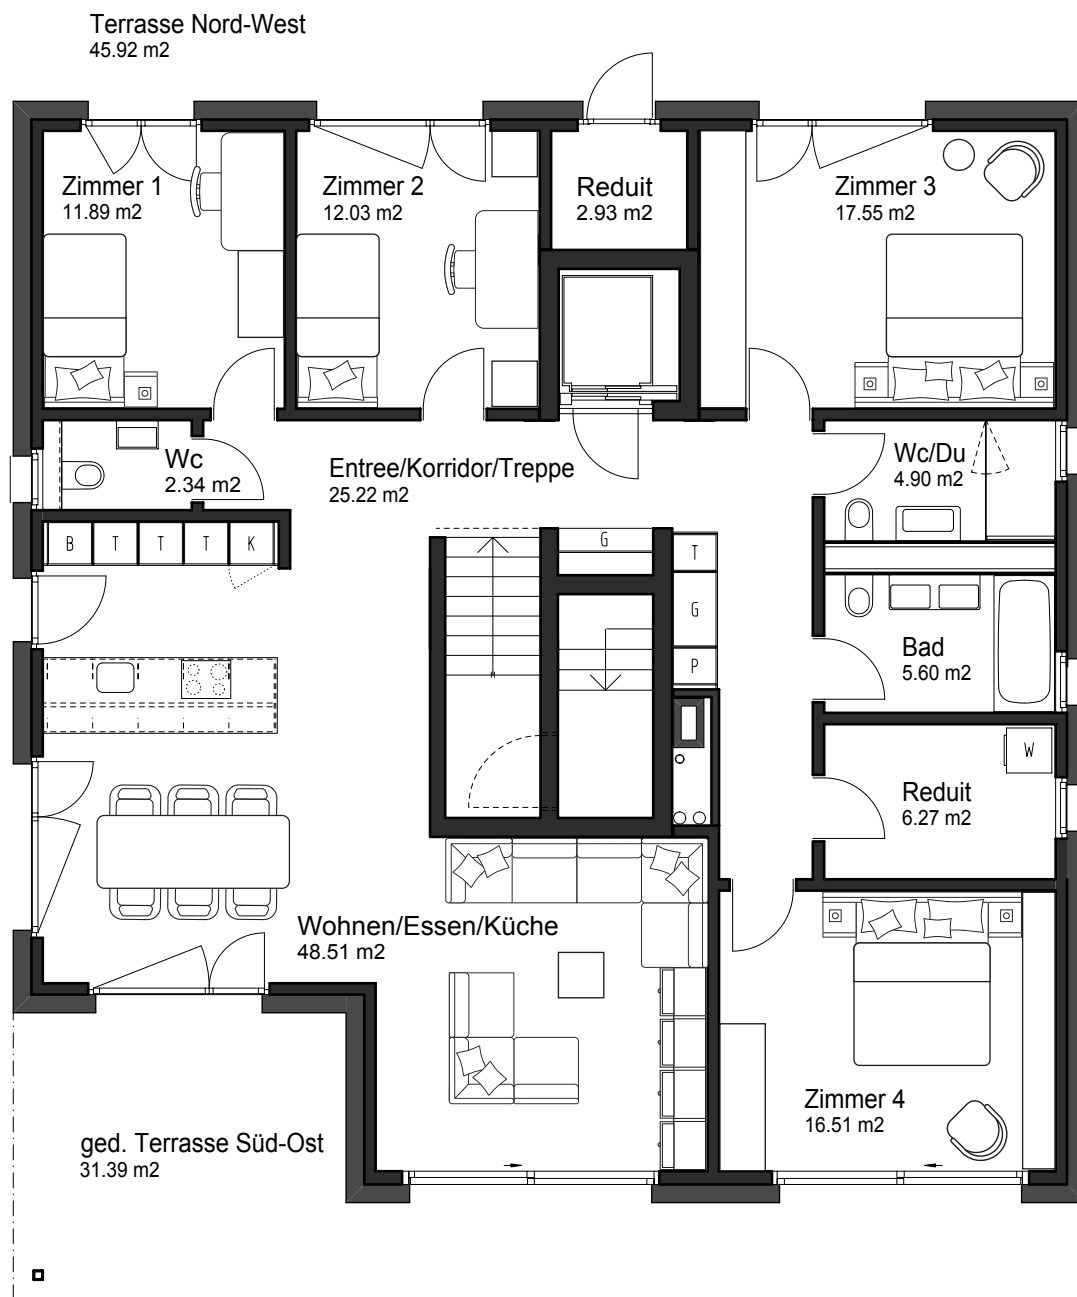 Terrasse Nord-West
45.92 m2
Zimmer 1
11.89 m2
Zimmer 2
12.03 m2
Reduit
2.93 m2
Zimmer 3
17.55 m2
Wc
2.34 m2
Entree/Korridor/Treppe
25.22 m2
Wc/Du
4.90 m2
B T T T K
G
T
G
P
Bad
5.60 m2
W
Reduit
6.27 m2
Wohnen/Essen/Küche
48.51 m2
Zimmer 4
16.51 m2
ged. Terrasse Süd-Ost
31.39 m2